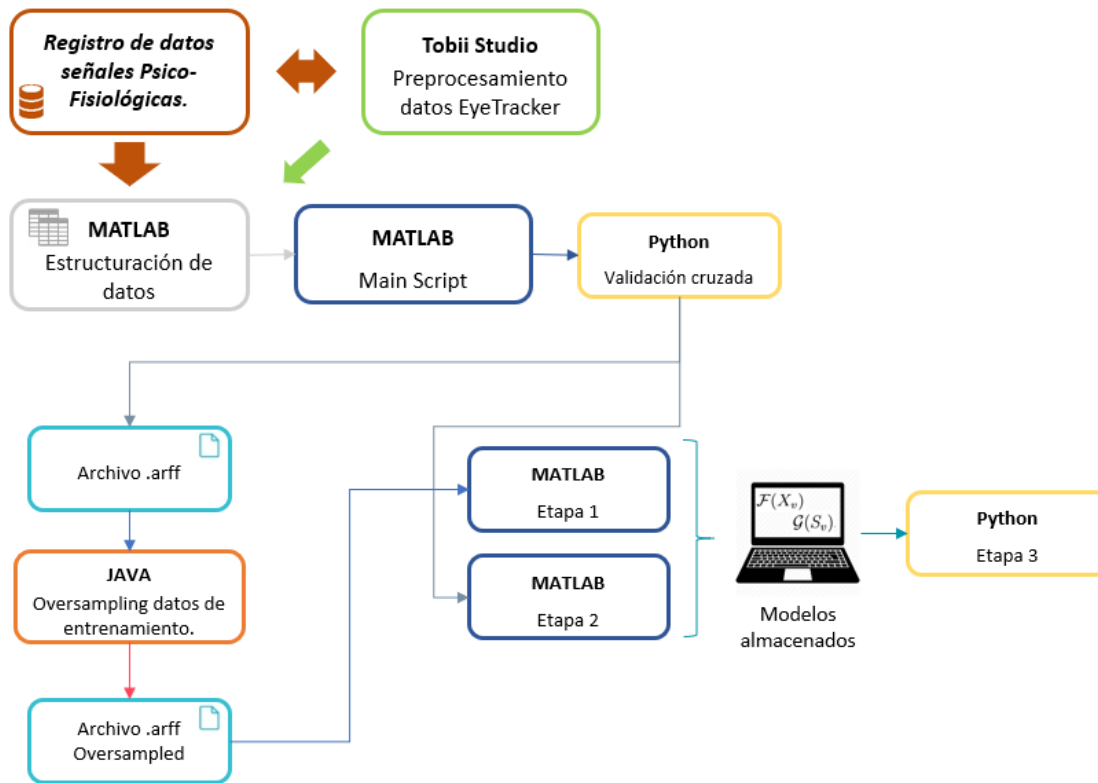 Registro de datos
señales Psico-
Fisiológicas.
Tobii Studio
Preprocesamiento
datos EyeTracker
MATLAB
Estructuración de
datos
MATLAB
Main Script
Python
Validación cruzada
Archivo .arff
JAVA
Oversampling datos de
entrenamiento.
Archivo .arff
Oversampled
MATLAB
Etapa 1
MATLAB
Etapa 2
F(Xᵥ)
G(Sᵥ).
Modelos
almacenados
Python
Etapa 3